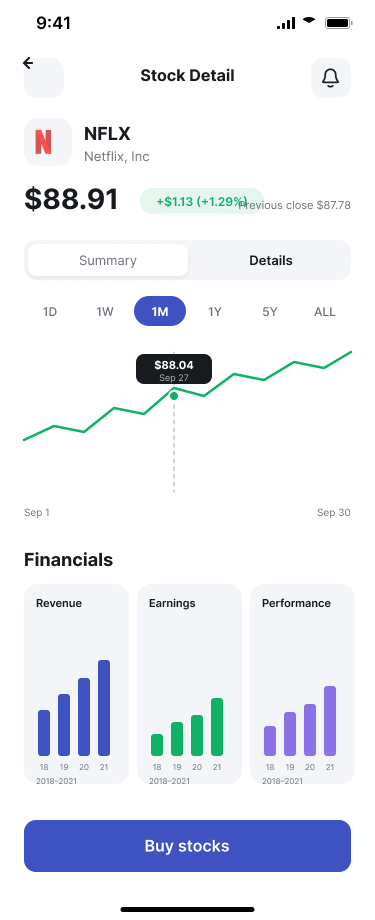 9:41
Stock Detail
N
NFLX
Netflix, Inc
$88.91
+$1.13 (+1.29%)
Previous close $87.78
Summary
Details
1D 1W 1M 1Y 5Y ALL
$88.04
Sep 27
Sep 1
Sep 30
Financials
Revenue
18 19 20 21
2018–2021
Earnings
18 19 20 21
2018–2021
Performance
18 19 20 21
2018–2021
Buy stocks